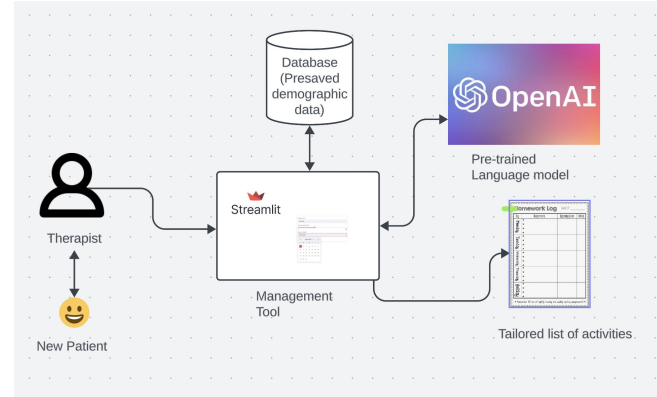 Database
(Presaved
demographic
data)
OpenAI
Pre-trained
Language model
Streamlit
Therapist
Homework Log
Management
Tool
Tailored list of activities
New Patient